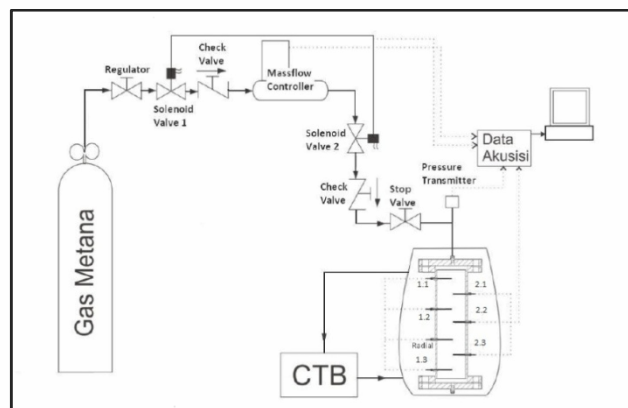 Regulator
Solenoid
Valve 1
Check
Valve
Massflow
Controller
Solenoid
Valve 2
Check
Valve
Stop
Valve
Pressure
Transmitter
Data
Akusisi
Gas Metana
CTB
1.1
1.2
Radial
1.3
2.1
2.2
2.3